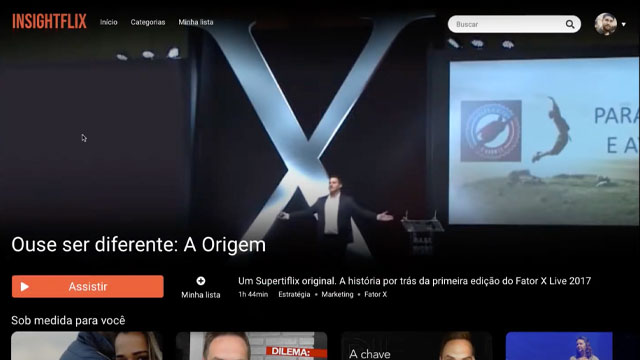 INSIGHTFLIX
Início Categorias Minha lista
Buscar
PARA
E A
Ouse ser diferente: A Origem
Assistir
Minha lista
Um Supertiflix original. A história por trás da primeira edição do Fator X Live 2017
1h 44min Estratégia • Marketing • Fator X
Sob medida para você
DILEMA:
A chave